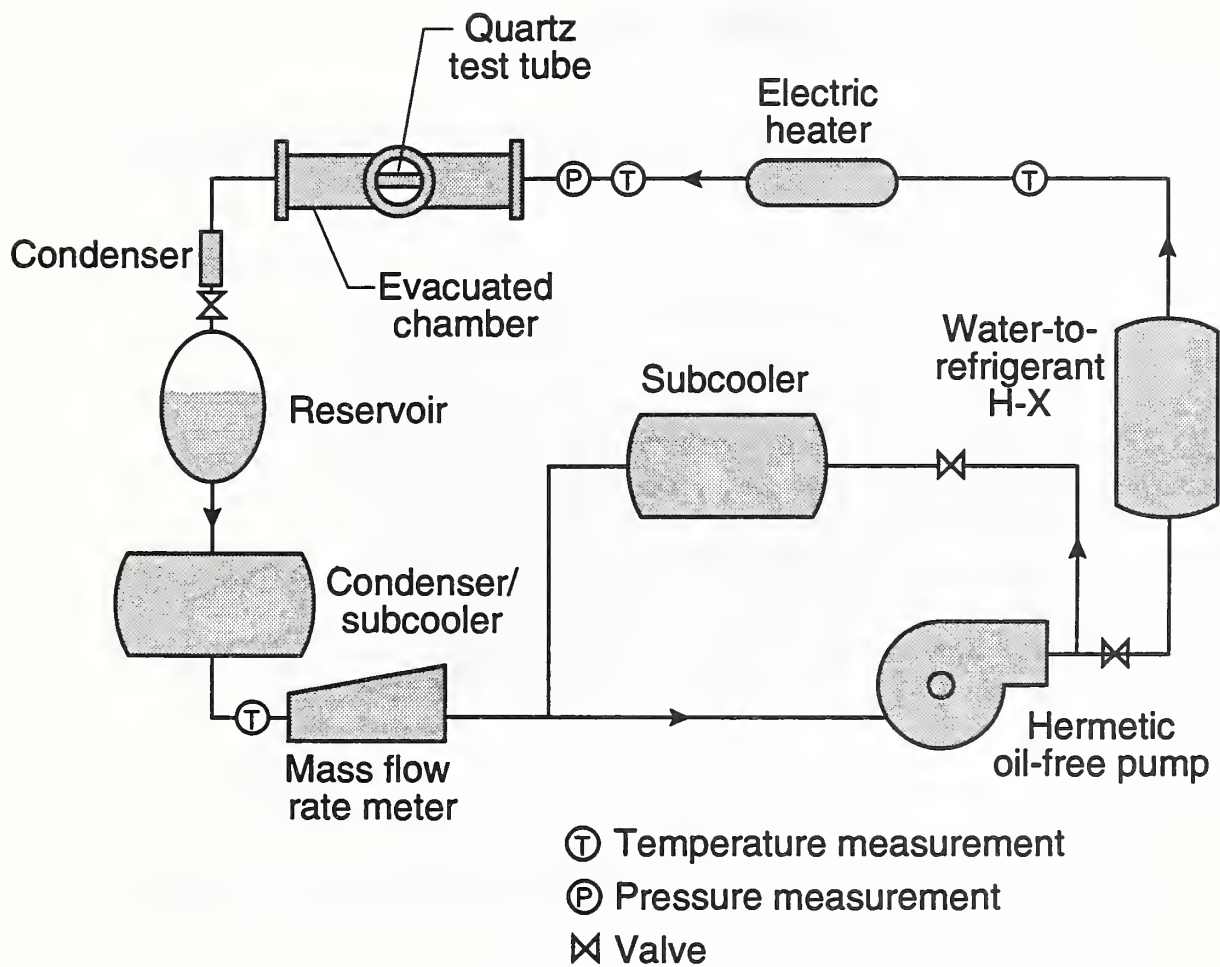 Quartz
test tube
Electric
heater
P
T
T
Condenser
Evacuated
chamber
Water-to-
refrigerant
H-X
Subcooler
Reservoir
Condenser/
subcooler
T
Mass flow
rate meter
Hermetic
oil-free pump
T Temperature measurement
P Pressure measurement
Valve